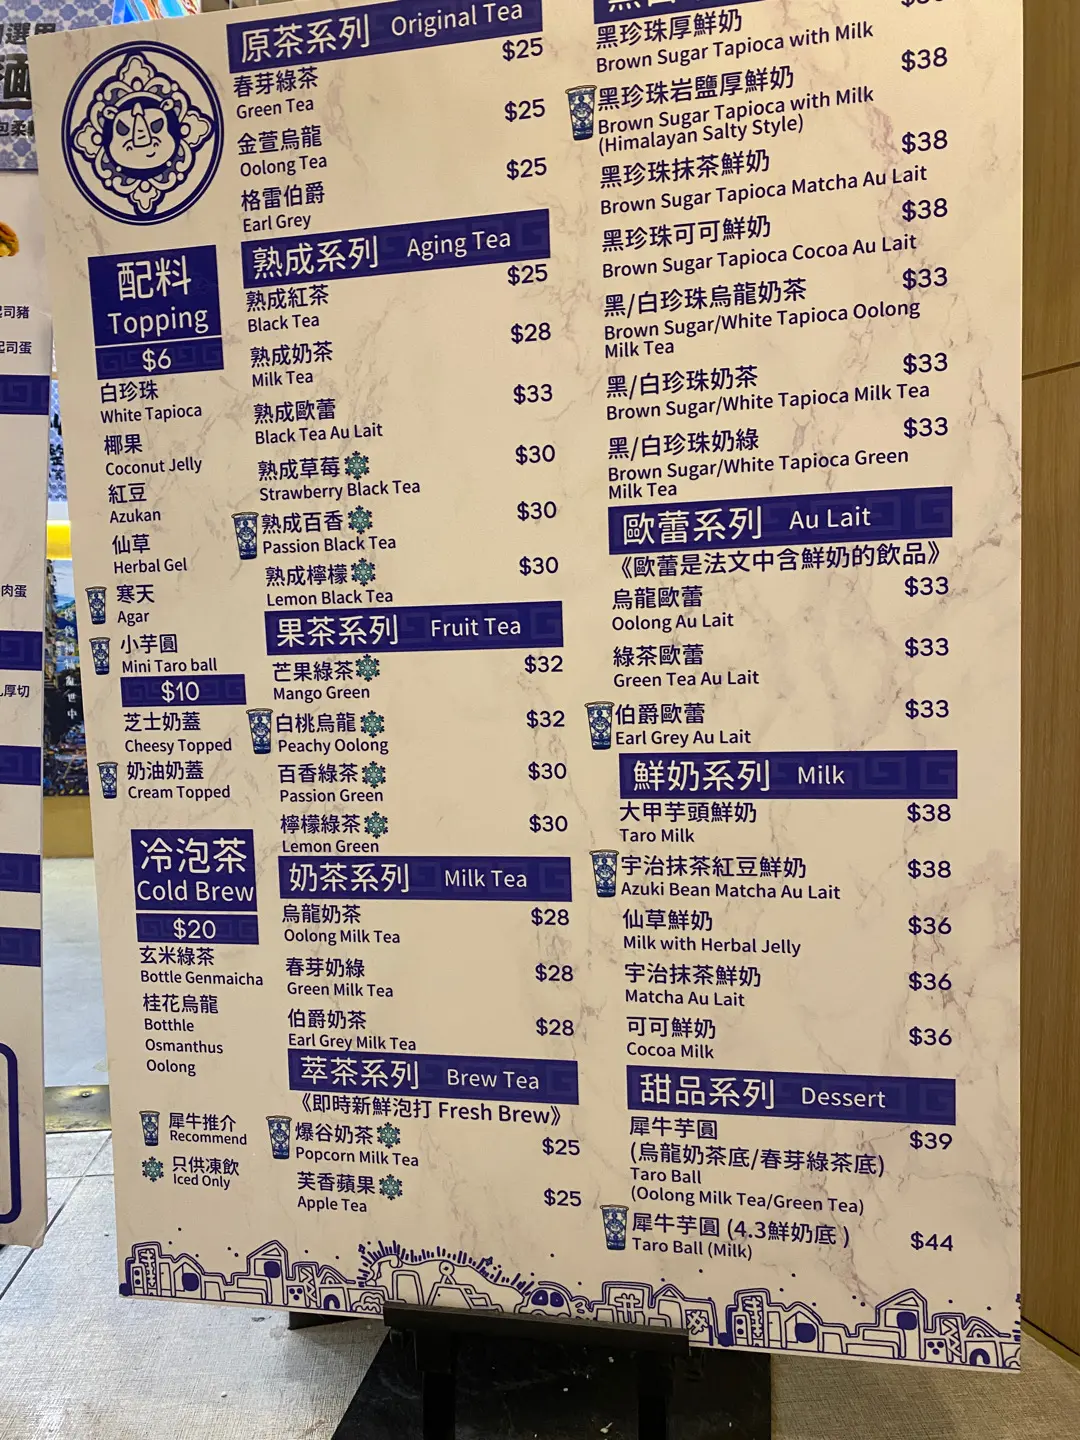 原茶系列 Original Tea
春芽綠茶 $25
Green Tea
金萱烏龍 $25
Oolong Tea
格雷伯爵 $25
Earl Grey
熟成系列 Aging Tea
熟成紅茶 $25
Black Tea
熟成奶茶 $28
Milk Tea
熟成歐蕾 $33
Black Tea Au Lait
熟成草莓 $30
Strawberry Black Tea
熟成百香 $30
Passion Black Tea
熟成檸檬 $30
Lemon Black Tea
果茶系列 Fruit Tea
芒果綠茶 $32
Mango Green
白桃烏龍 $32
Peachy Oolong
百香綠茶 $30
Passion Green
檸檬綠茶 $30
Lemon Green
奶茶系列 Milk Tea
烏龍奶茶 $28
Oolong Milk Tea
春芽奶綠 $28
Green Milk Tea
伯爵奶茶 $28
Earl Grey Milk Tea
萃茶系列 Brew Tea
《即時新鮮泡打 Fresh Brew》
爆谷奶茶 $25
Popcorn Milk Tea
芙香蘋果 $25
Apple Tea
配料
Topping
$6
白珍珠
White Tapioca
椰果
Coconut Jelly
紅豆
Azukan
仙草
Herbal Gel
寒天
Agar
小芋圓
Mini Taro ball
$10
芝士奶蓋
Cheesy Topped
奶油奶蓋
Cream Topped
冷泡茶
Cold Brew
$20
玄米綠茶
Bottle Genmaicha
桂花烏龍
Botthle
Osmanthus
Oolong
犀牛推介
Recommend
只供凍飲
Iced Only
黑珍珠厚鮮奶
Brown Sugar Tapioca with Milk
黑珍珠岩鹽厚鮮奶 $38
Brown Sugar Tapioca with Milk
(Himalayan Salty Style)
黑珍珠抹茶鮮奶 $38
Brown Sugar Tapioca Matcha Au Lait
黑珍珠可可鮮奶 $38
Brown Sugar Tapioca Cocoa Au Lait
黑/白珍珠烏龍奶茶 $33
Brown Sugar/White Tapioca Oolong
Milk Tea
黑/白珍珠奶茶 $33
Brown Sugar/White Tapioca Milk Tea
黑/白珍珠奶綠 $33
Brown Sugar/White Tapioca Green
Milk Tea
歐蕾系列 Au Lait
《歐蕾是法文中含鮮奶的飲品》
烏龍歐蕾 $33
Oolong Au Lait
綠茶歐蕾 $33
Green Tea Au Lait
伯爵歐蕾 $33
Earl Grey Au Lait
鮮奶系列 Milk
大甲芋頭鮮奶 $38
Taro Milk
宇治抹茶紅豆鮮奶 $38
Azuki Bean Matcha Au Lait
仙草鮮奶 $36
Milk with Herbal Jelly
宇治抹茶鮮奶 $36
Matcha Au Lait
可可鮮奶 $36
Cocoa Milk
甜品系列 Dessert
犀牛芋圓 $39
(烏龍奶茶底/春芽綠茶底)
Taro Ball
(Oolong Milk Tea/Green Tea)
犀牛芋圓 (4.3鮮奶底) $44
Taro Ball (Milk)